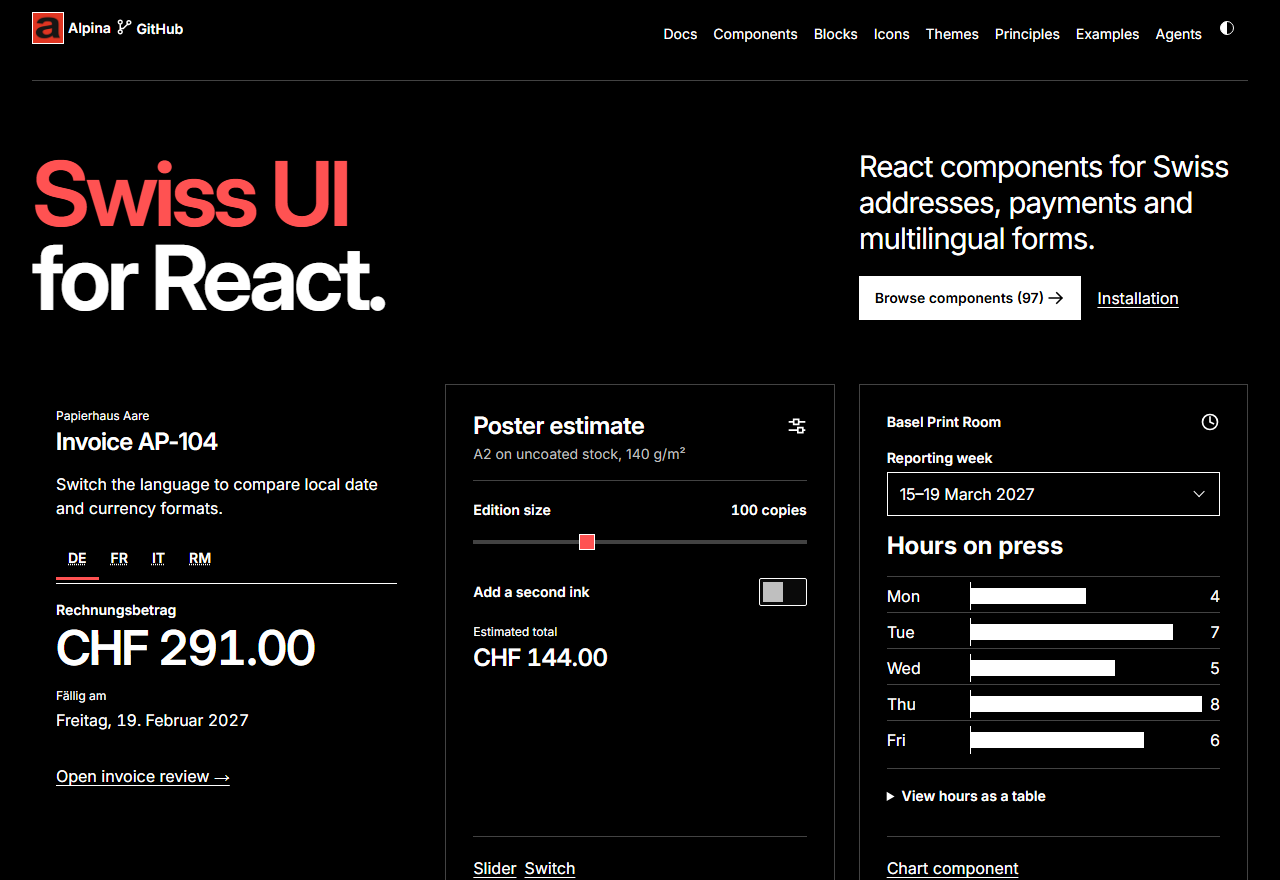 a Alpina GitHub
Docs Components Blocks Icons Themes Principles Examples Agents
Swiss UI
for React.
React components for Swiss
addresses, payments and
multilingual forms.
Browse components (97) →
Installation
Papierhaus Aare
Invoice AP-104
Switch the language to compare local date
and currency formats.
DE FR IT RM
Rechnungsbetrag
CHF 291.00
Fällig am
Freitag, 19. Februar 2027
Open invoice review →
Poster estimate
A2 on uncoated stock, 140 g/m²
Edition size 100 copies
Add a second ink
Estimated total
CHF 144.00
Slider Switch
Basel Print Room
Reporting week
15–19 March 2027
Hours on press
Mon 4
Tue 7
Wed 5
Thu 8
Fri 6
View hours as a table
Chart component